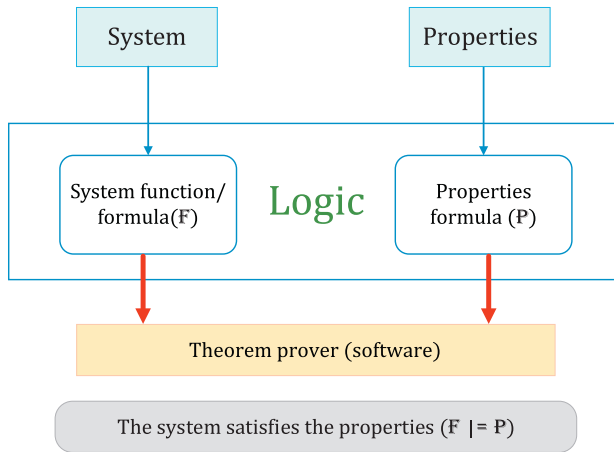 System
Properties
System function/
formula(𝔽)
Logic
Properties
formula (ℙ)
Theorem prover (software)
The system satisfies the properties (𝔽 |= ℙ)